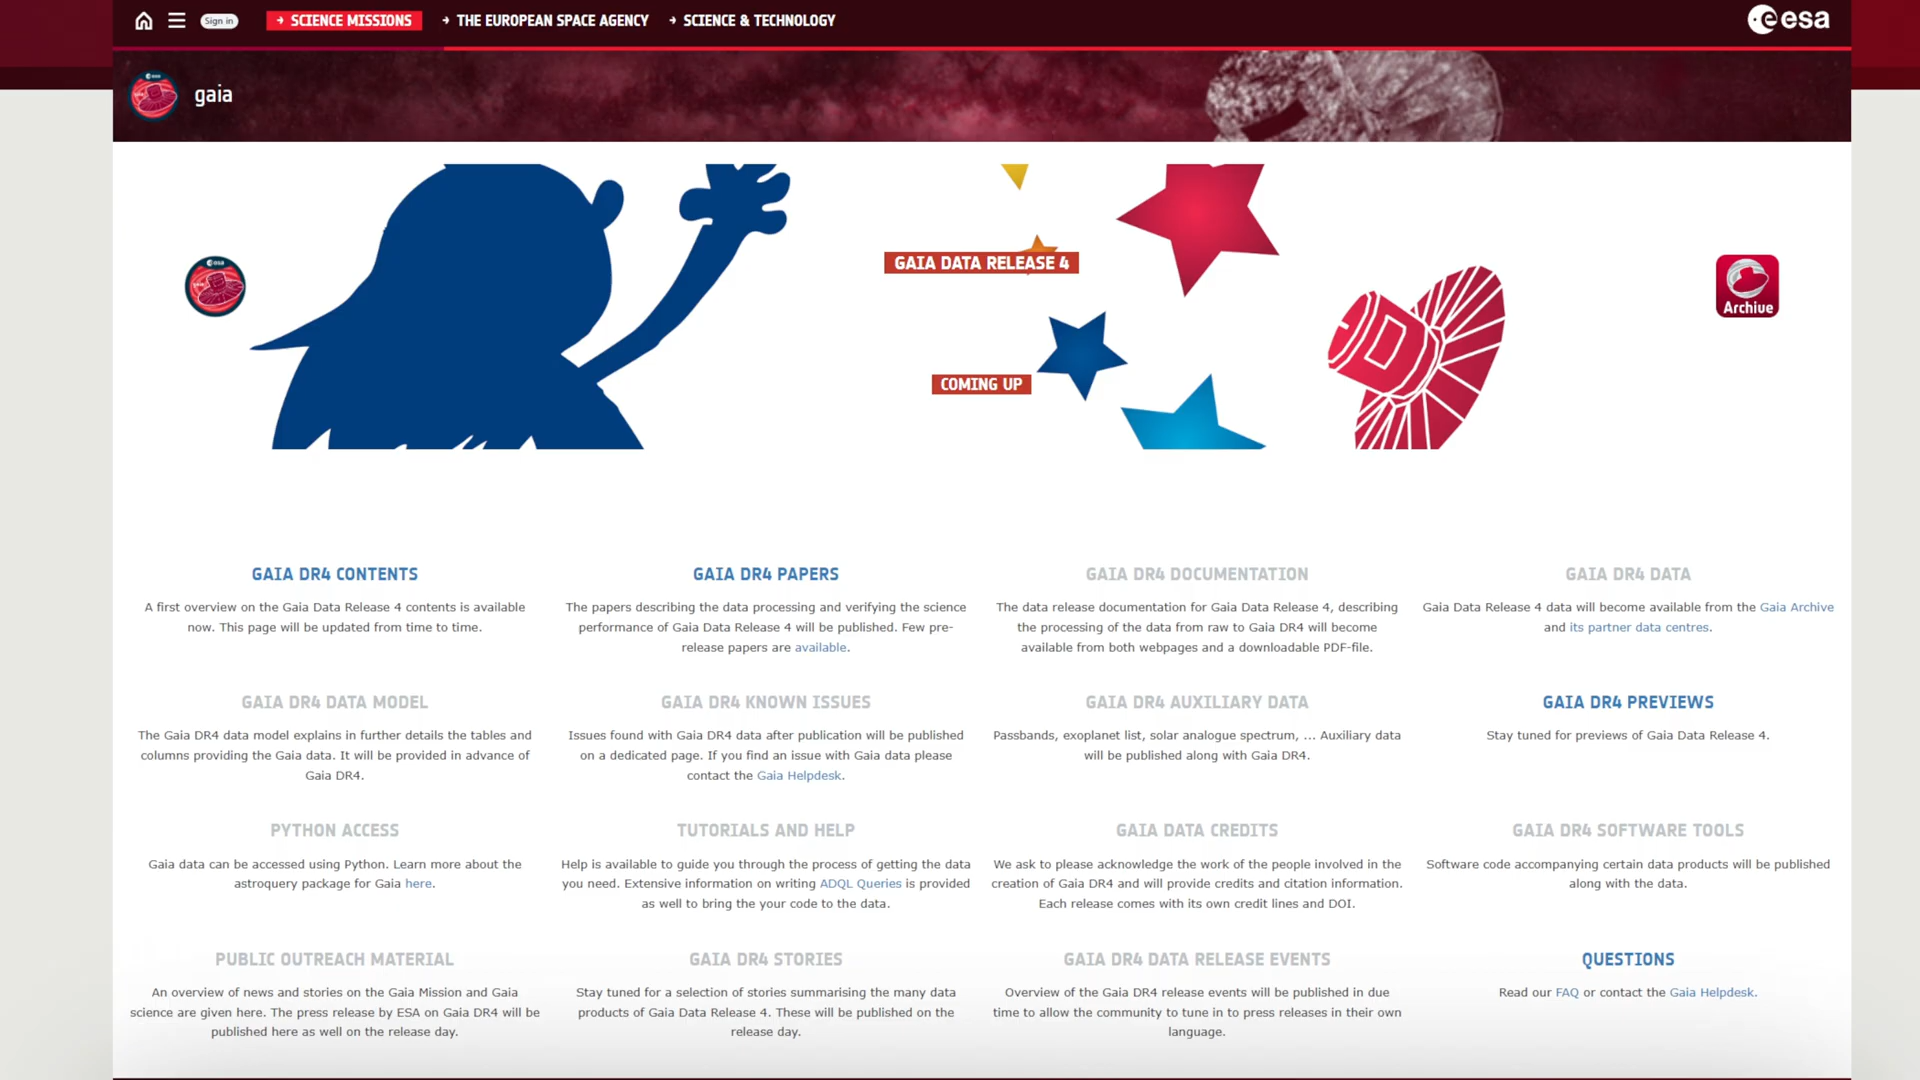 Sign in
SCIENCE MISSIONS
THE EUROPEAN SPACE AGENCY
SCIENCE & TECHNOLOGY
esa
gaia
GAIA DATA RELEASE 4
Archive
COMING UP
GAIA DR4 CONTENTS
A first overview on the Gaia Data Release 4 contents is available
now. This page will be updated from time to time.
GAIA DR4 PAPERS
The papers describing the data processing and verifying the science
performance of Gaia Data Release 4 will be published. Few pre-
release papers are available.
GAIA DR4 DOCUMENTATION
The data release documentation for Gaia Data Release 4, describing
the processing of the data from raw to Gaia DR4 will become
available from both webpages and a downloadable PDF-file.
GAIA DR4 DATA
Gaia Data Release 4 data will become available from the Gaia Archive
and its partner data centres.
GAIA DR4 DATA MODEL
The Gaia DR4 data model explains in further details the tables and
columns providing the Gaia data. It will be provided in advance of
Gaia DR4.
GAIA DR4 KNOWN ISSUES
Issues found with Gaia DR4 data after publication will be published
on a dedicated page. If you find an issue with Gaia data please
contact the Gaia Helpdesk.
GAIA DR4 AUXILIARY DATA
Passbands, exoplanet list, solar analogue spectrum, ... Auxiliary data
will be published along with Gaia DR4.
GAIA DR4 PREVIEWS
Stay tuned for previews of Gaia Data Release 4.
PYTHON ACCESS
Gaia data can be accessed using Python. Learn more about the
astroquery package for Gaia here.
TUTORIALS AND HELP
Help is available to guide you through the process of getting the data
you need. Extensive information on writing ADQL Queries is provided
as well to bring the your code to the data.
GAIA DATA CREDITS
We ask to please acknowledge the work of the people involved in the
creation of Gaia DR4 and will provide credits and citation information.
Each release comes with its own credit lines and DOI.
GAIA DR4 SOFTWARE TOOLS
Software code accompanying certain data products will be published
along with the data.
PUBLIC OUTREACH MATERIAL
An overview of news and stories on the Gaia Mission and Gaia
science are given here. The press release by ESA on Gaia DR4 will be
published here as well on the release day.
GAIA DR4 STORIES
Stay tuned for a selection of stories summarising the many data
products of Gaia Data Release 4. These will be published on the
release day.
GAIA DR4 DATA RELEASE EVENTS
Overview of the Gaia DR4 release events will be published in due
time to allow the community to tune in to press releases in their own
language.
QUESTIONS
Read our FAQ or contact the Gaia Helpdesk.